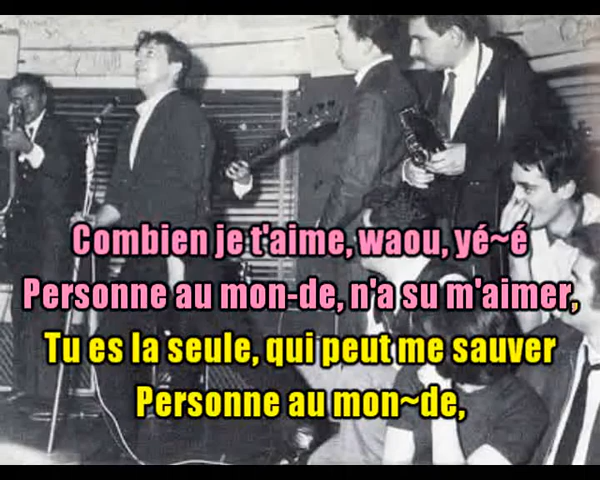 Combien je t'aime, waou, yé~é
Personne au mon-de, n'a su m'aimer,
Tu es la seule, qui peut me sauver
Personne au mon~de,